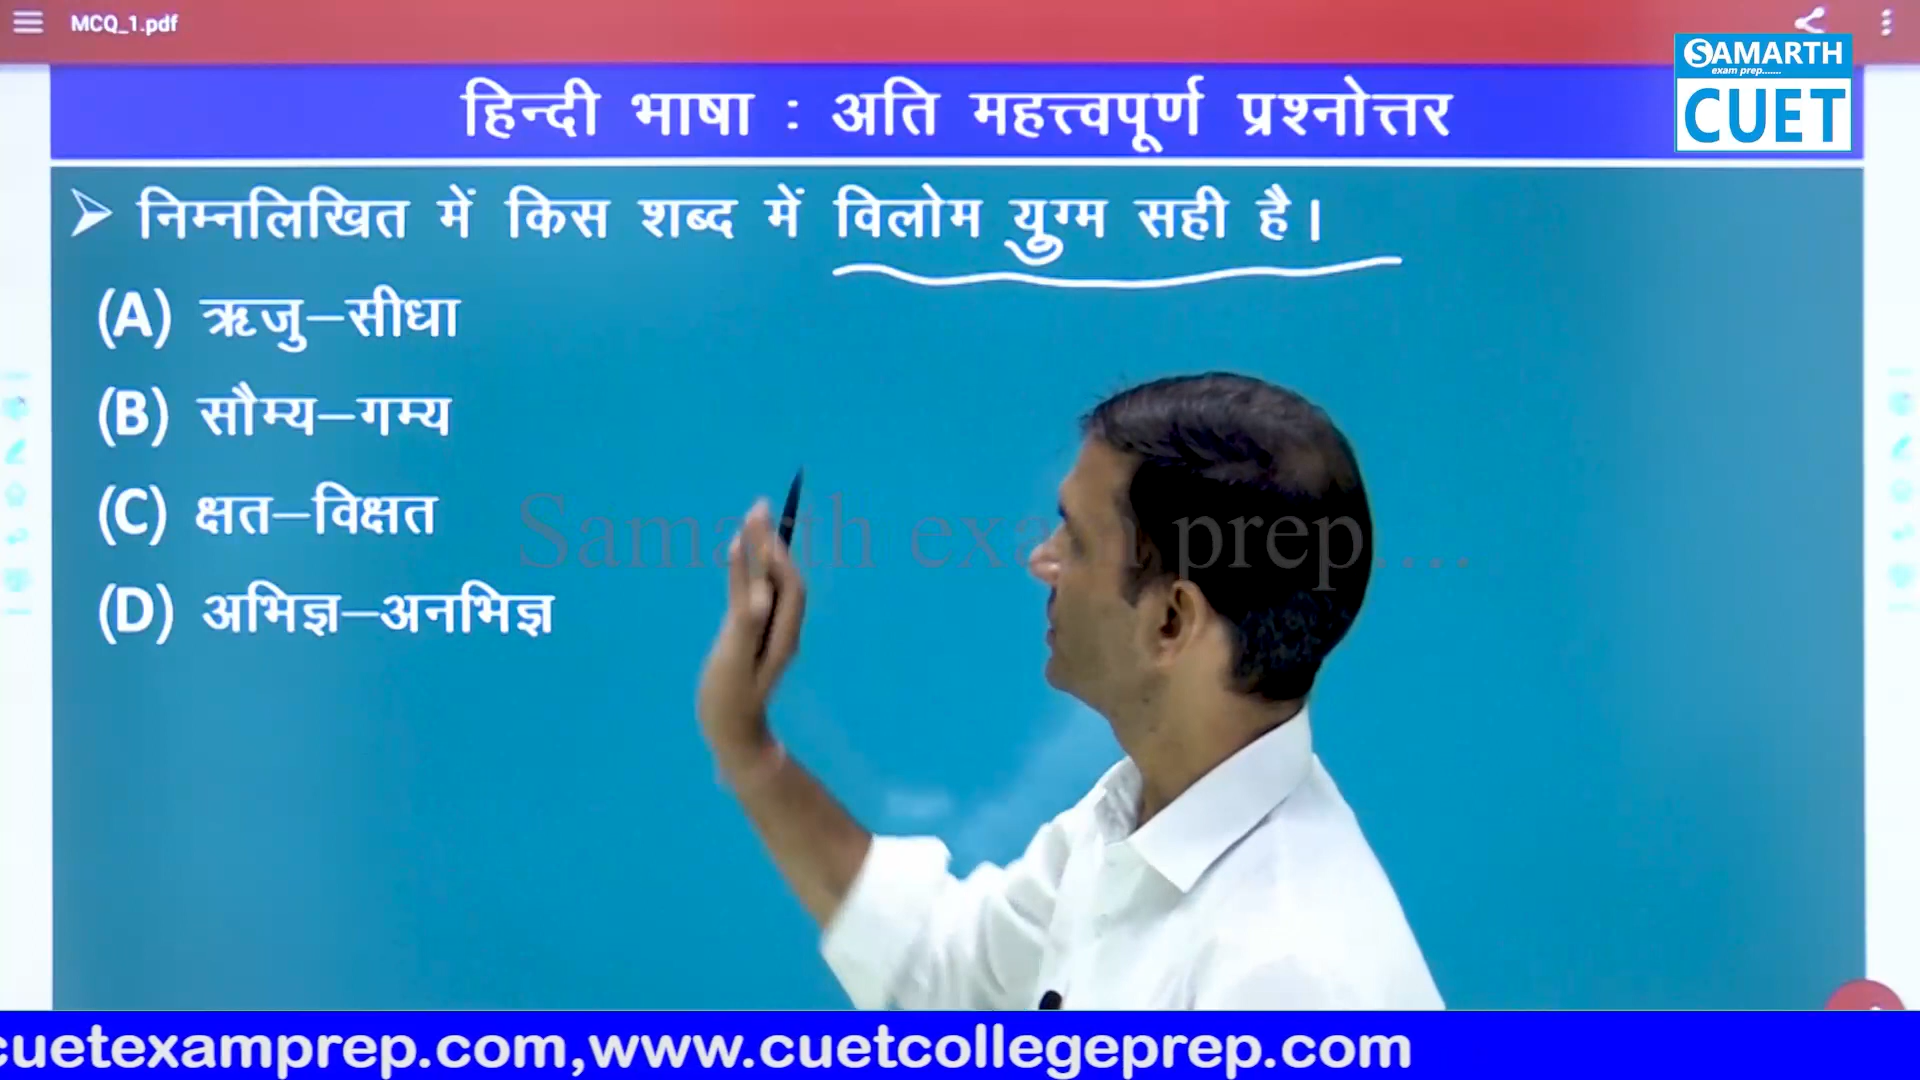 MCQ_1.pdf
SAMARTH
exam prep.......
CUET
हिन्दी भाषा : अति महत्त्वपूर्ण प्रश्नोत्तर
निम्नलिखित में किस शब्द में विलोम युग्म सही है।
(A) ऋजु–सीधा
(B) सौम्य–गम्य
(C) क्षत–विक्षत
(D) अभिज्ञ–अनभिज्ञ
Samarth exam prep....
cuetexamprep.com,www.cuetcollegeprep.com